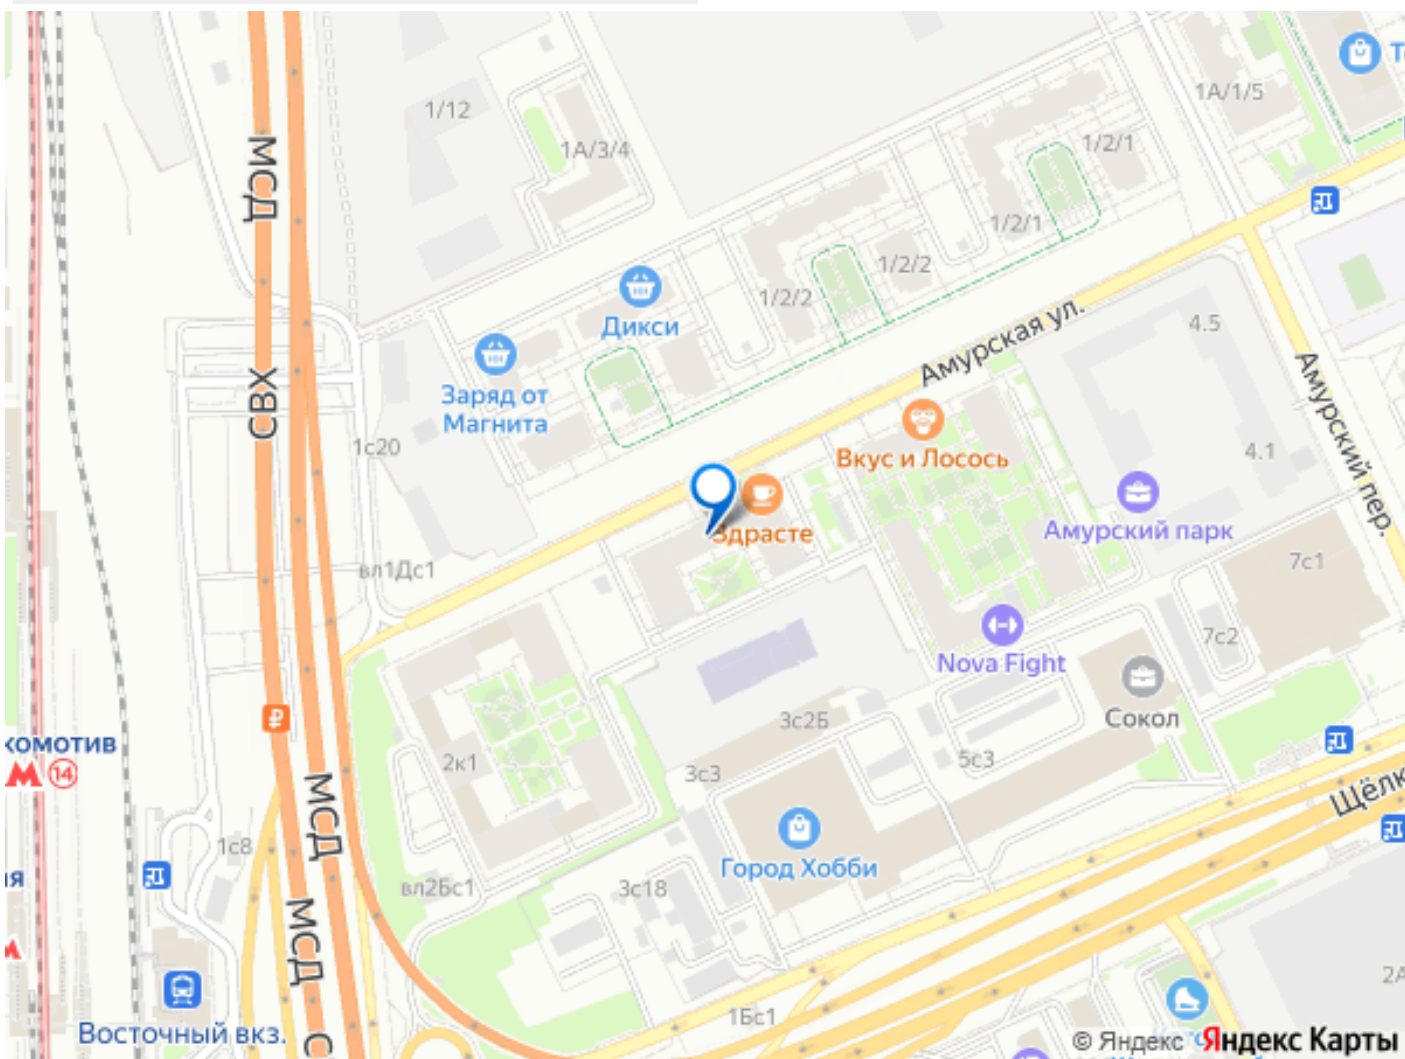 1/12
1А/3/4
1А/1/5
1/2/1
1/2/1
1/2/2
1/2/2
МСД
Дикси
Заряд от
Магнита
СВХ
1с20
Амурская ул.
4.5
4.1
Амурский пер.
Вкус и Лосось
Здрасте
Амурский парк
вл1Дс1
7с1
7с2
Nova Fight
Сокол
3с2Б
5с3
3с3
2к1
комотив
14
МСД
Щёлк
1с8
Город Хобби
вл2Бс1
3с18
МСД
Восточный вкз.
1Бс1
2А
© Яндекс Яндекс Карты